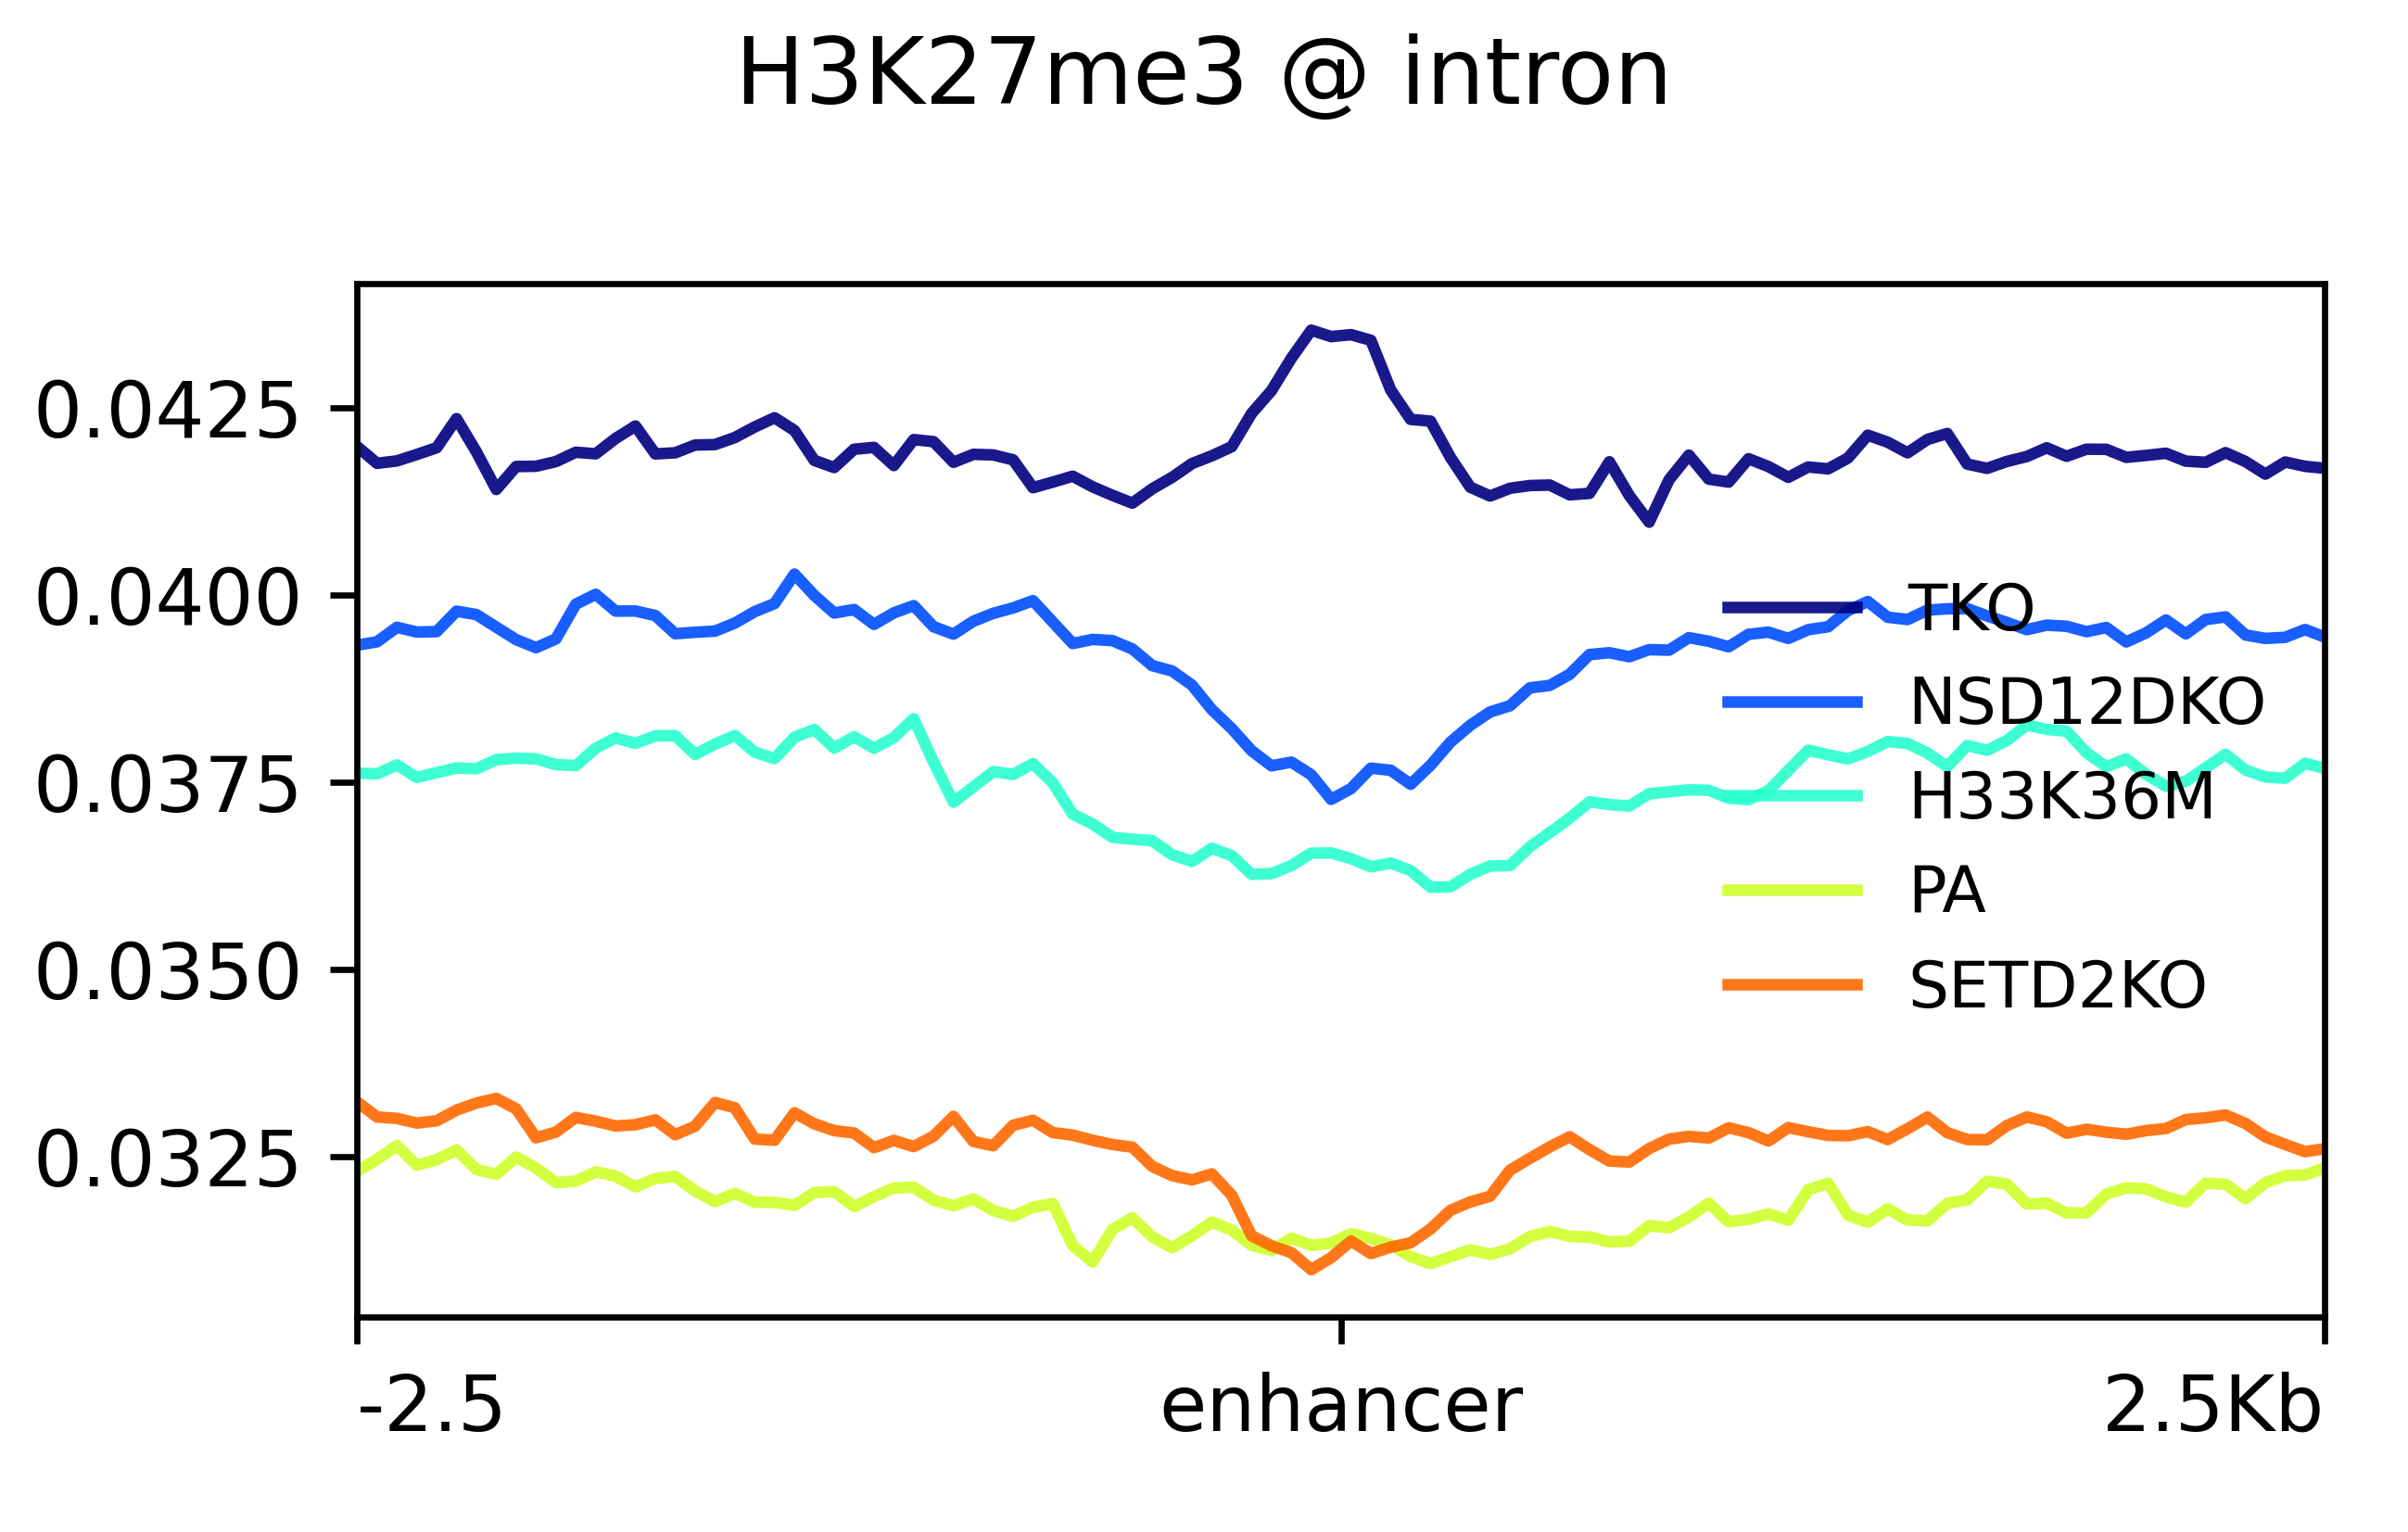 H3K27me3 @ intron
0.0425
0.0400
0.0375
0.0350
0.0325
TKO
NSD12DKO
H33K36M
PA
SETD2KO
-2.5
enhancer
2.5Kb